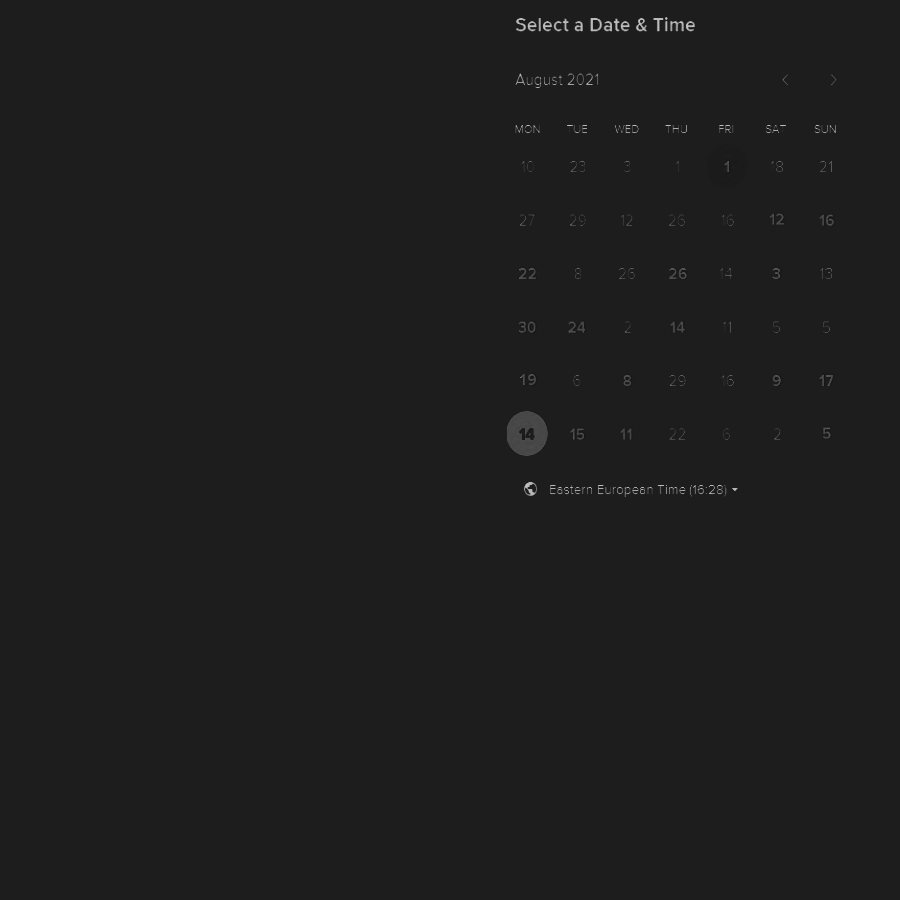 Select a Date & Time
August 2021
MON TUE WED THU FRI SAT SUN
10 23 3 1 1 18 21
27 29 12 26 16 12 16
22 8 26 26 14 3 13
30 24 2 14 11 5 5
19 6 8 29 16 9 17
14 15 11 22 6 2 5
Eastern European Time (16:28)